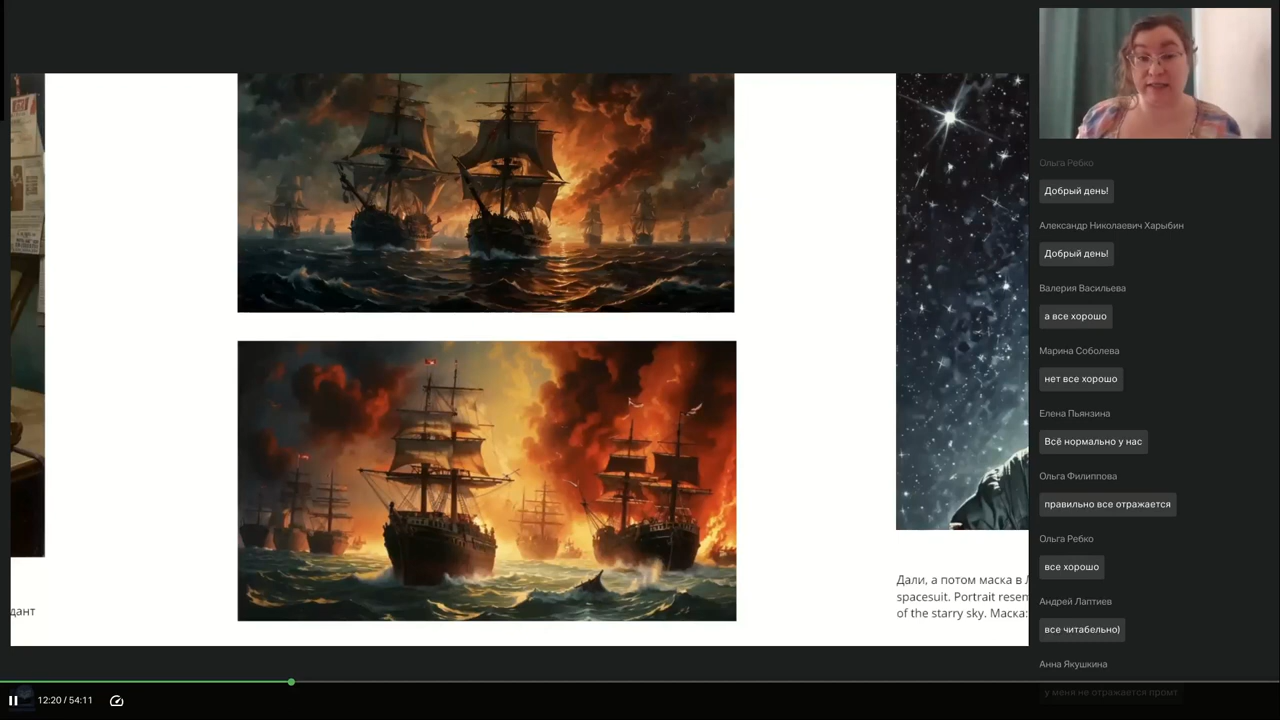 дант
Дали, а потом маска в
spacesuit. Portrait resen
of the starry sky. Маска:
Ольга Ребко
Добрый день!
Александр Николаевич Харыбин
Добрый день!
Валерия Васильева
а все хорошо
Марина Соболева
нет все хорошо
Елена Пьянзина
Всё нормально у нас
Ольга Филиппова
правильно все отражается
Ольга Ребко
все хорошо
Андрей Лаптиев
все читабельно)
Анна Якушкина
у меня не отражается промт
12:20 / 54:11